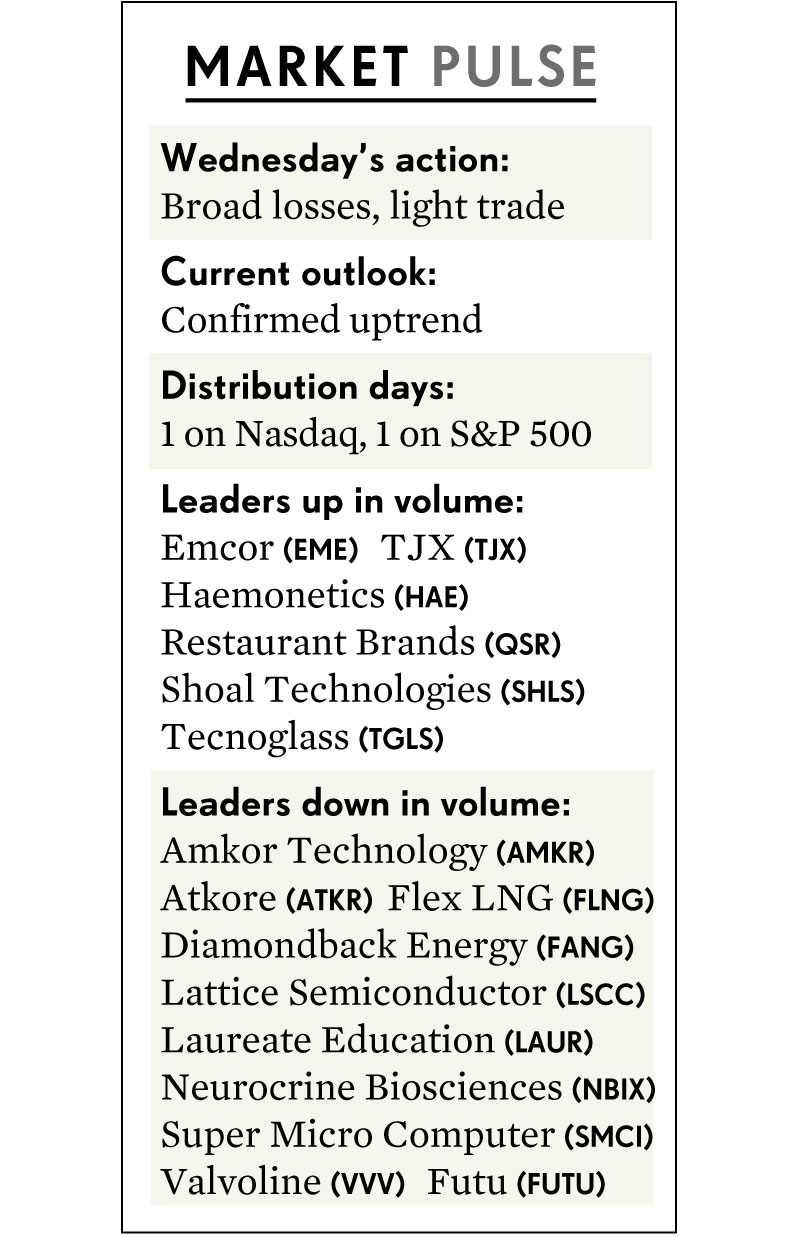 MARKET PULSE
Wednesday’s action:
Broad losses, light trade
Current outlook:
Confirmed uptrend
Distribution days:
1 on Nasdaq, 1 on S&P 500
Leaders up in volume:
Emcor (EME) TJX (TJX)
Haemonetics (HAE)
Restaurant Brands (QSR)
Shoal Technologies (SHLS)
Tecnoglass (TGLS)
Leaders down in volume:
Amkor Technology (AMKR)
Atkore (ATKR) Flex LNG (FLNG)
Diamondback Energy (FANG)
Lattice Semiconductor (LSCC)
Laureate Education (LAUR)
Neurocrine Biosciences (NBIX)
Super Micro Computer (SMCI)
Valvoline (VVV) Futu (FUTU)